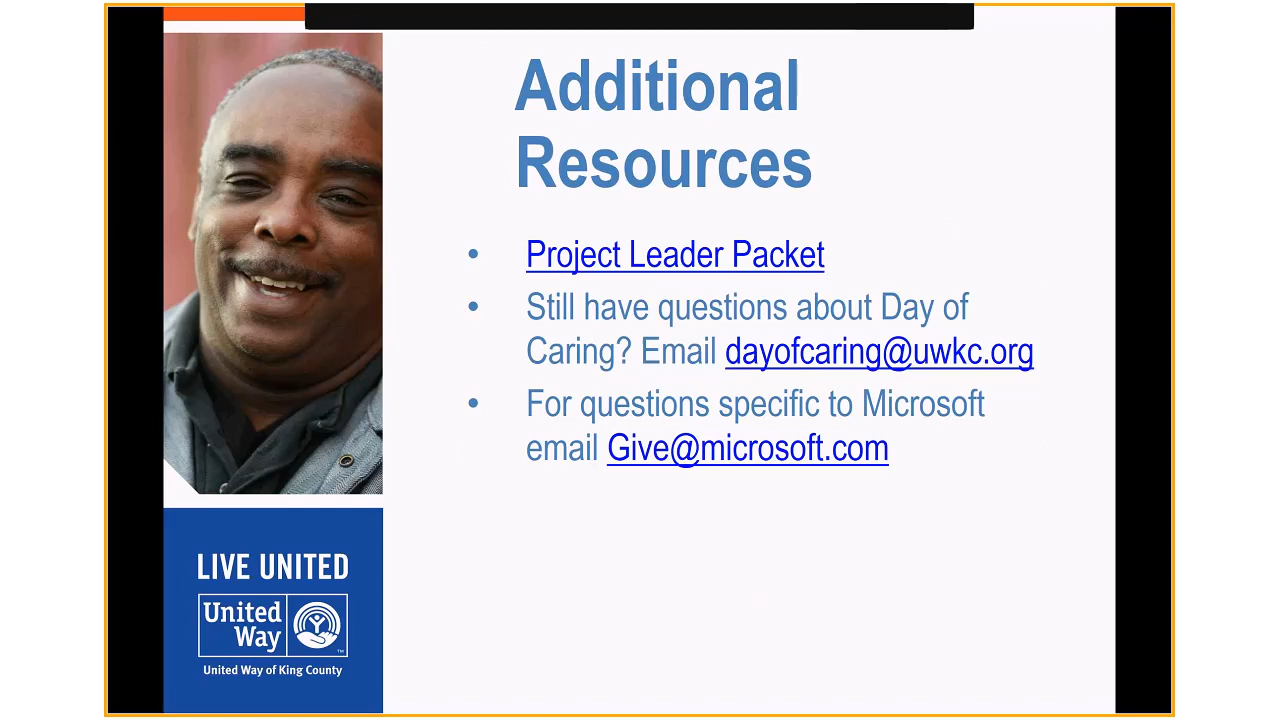 Additional
Resources
• Project Leader Packet
• Still have questions about Day of
Caring? Email dayofcaring@uwkc.org
• For questions specific to Microsoft
email Give@microsoft.com
LIVE UNITED
United
Way
™
United Way of King County